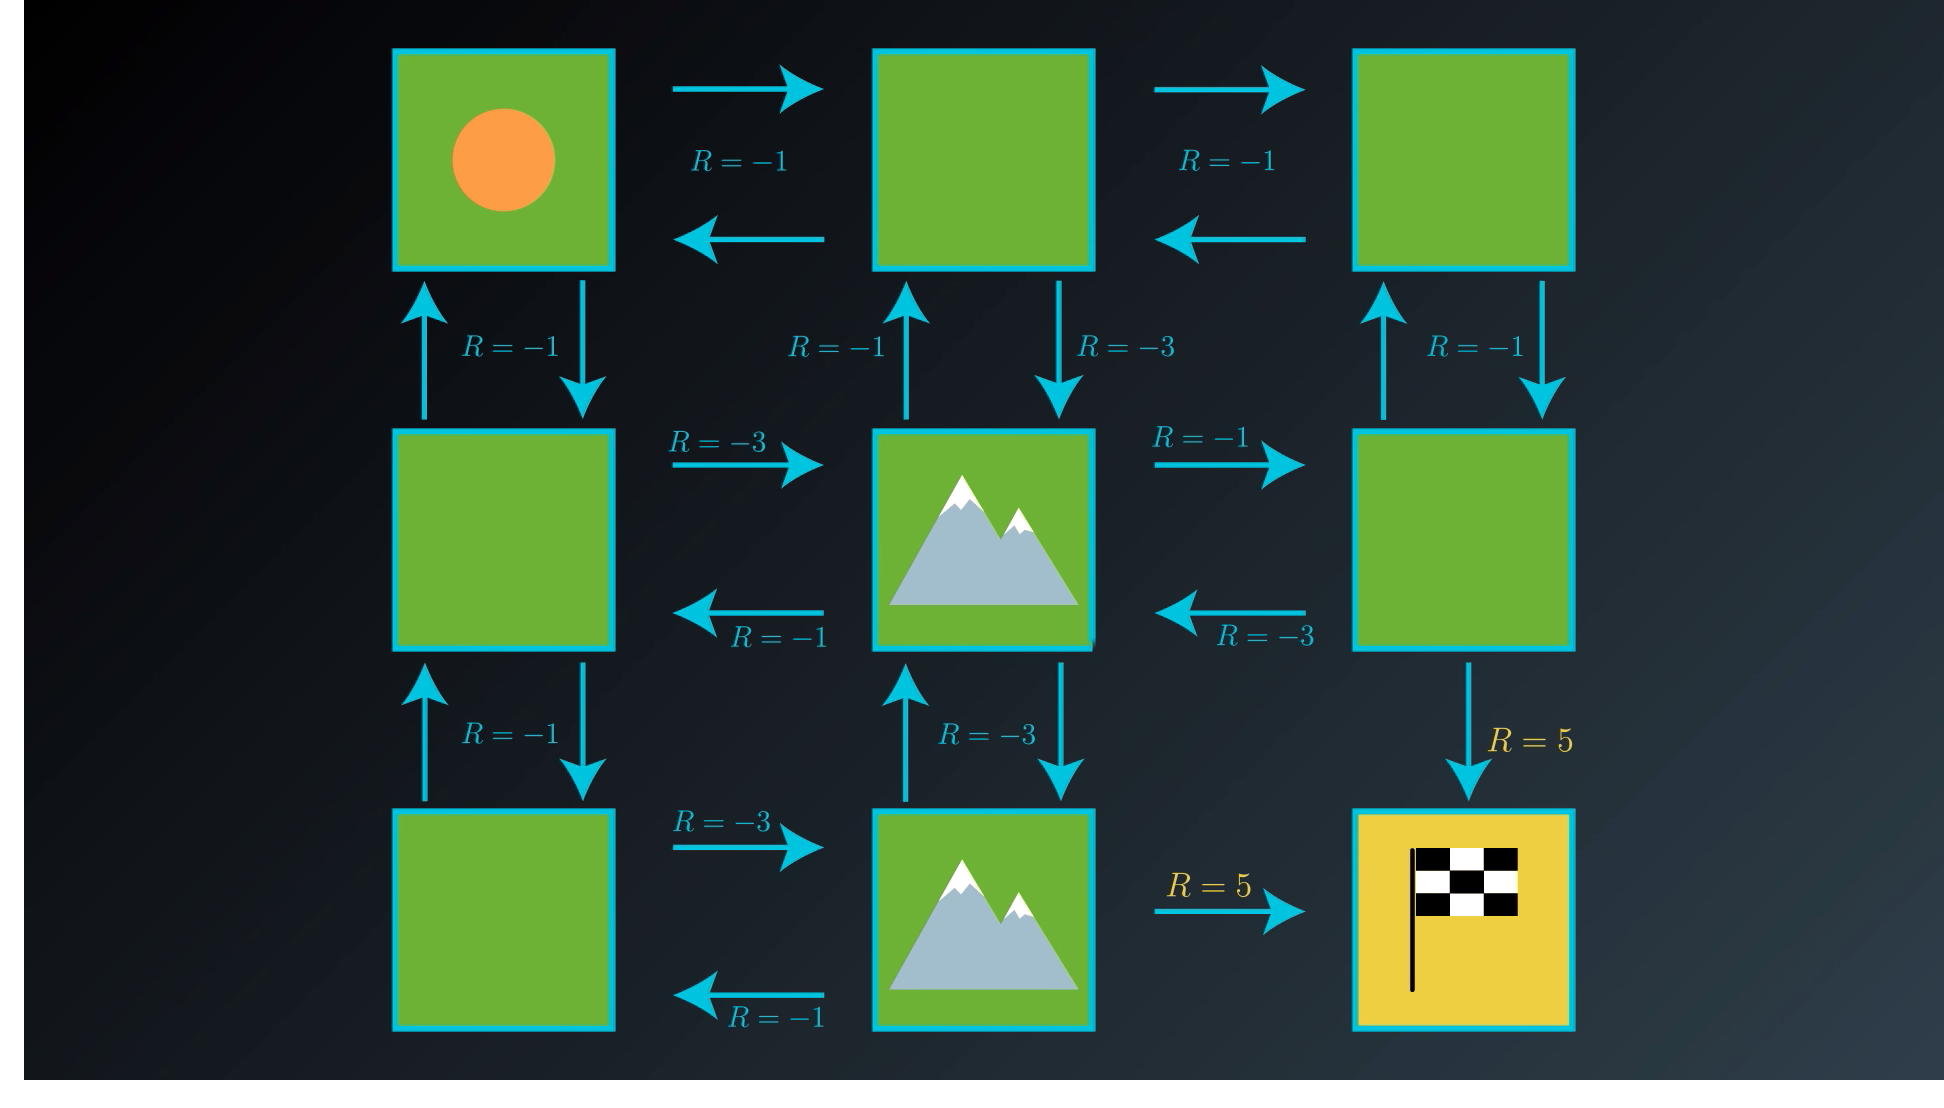 R = −1
R = −1
R = −1
R = −1
R = −3
R = −1
R = −3
R = −1
R = −1
R = −3
R = −1
R = −3
R = 5
R = −3
R = 5
R = −1